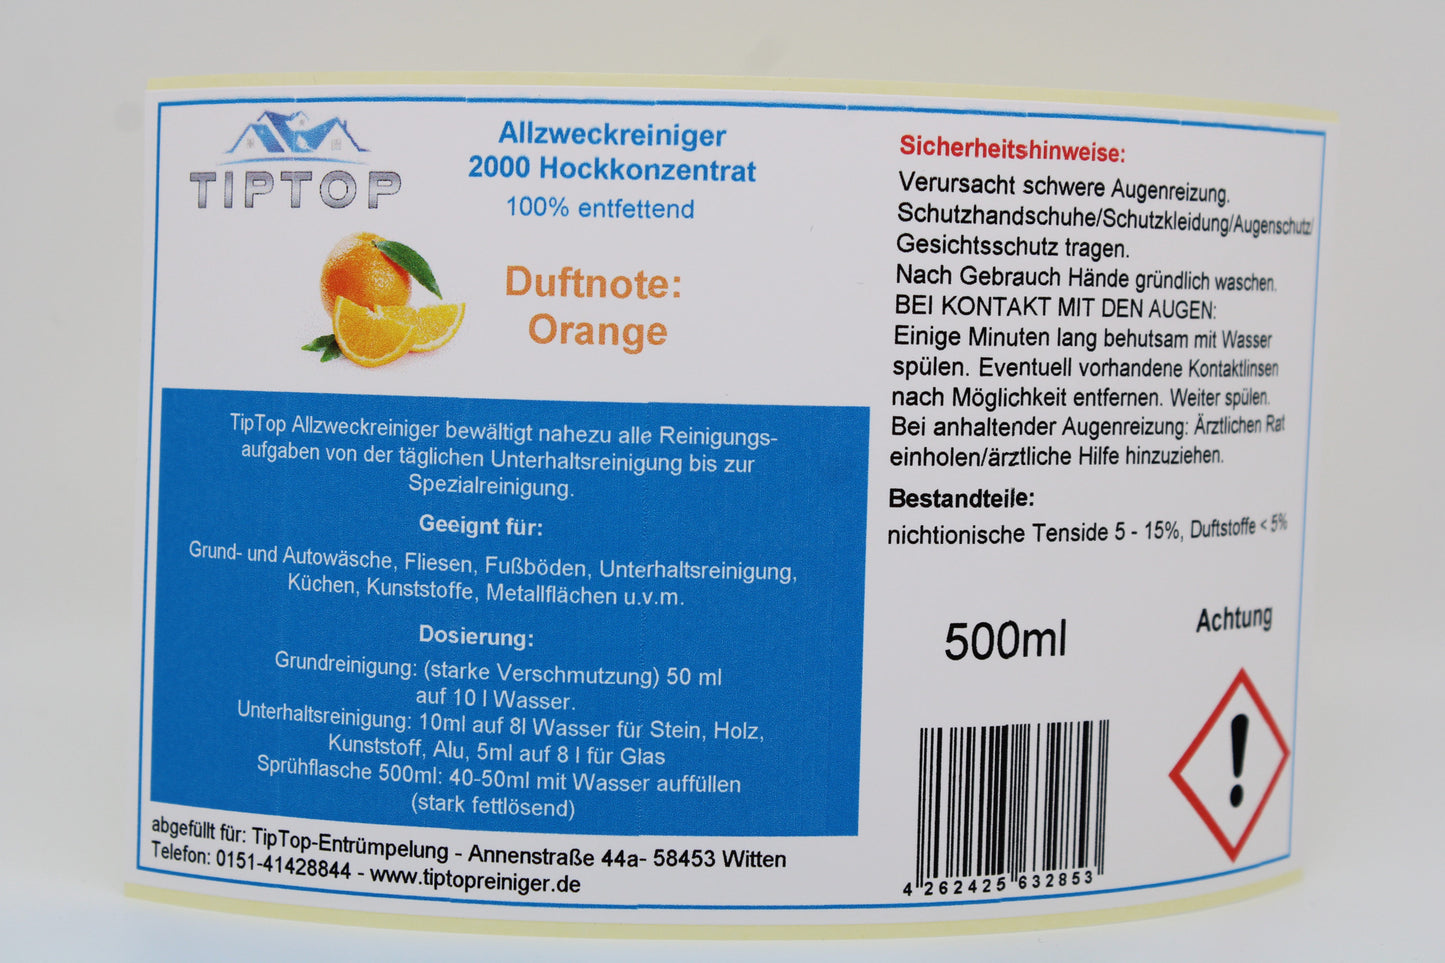 TIPTOP
Allzweckreiniger
2000 Hockkonzentrat
100% entfettend
Duftnote:
Orange
TipTop Allzweckreiniger bewältigt nahezu alle Reinigungs-
aufgaben von der täglichen Unterhaltsreinigung bis zur
Spezialreinigung.
Geeignt für:
Grund- und Autowäsche, Fliesen, Fußböden, Unterhaltsreinigung,
Küchen, Kunststoffe, Metallflächen u.v.m.
Dosierung:
Grundreinigung: (starke Verschmutzung) 50 ml
auf 10 l Wasser.
Unterhaltsreinigung: 10ml auf 8l Wasser für Stein, Holz,
Kunststoff, Alu, 5ml auf 8 l für Glas
Sprühflasche 500ml: 40-50ml mit Wasser auffüllen
(stark fettlösend)
abgefüllt für: TipTop-Entrümpelung - Annenstraße 44a- 58453 Witten
Telefon: 0151-41428844 - www.tiptopreiniger.de
Sicherheitshinweise:
Verursacht schwere Augenreizung.
Schutzhandschuhe/Schutzkleidung/Augenschutz/
Gesichtsschutz tragen.
Nach Gebrauch Hände gründlich waschen.
BEI KONTAKT MIT DEN AUGEN:
Einige Minuten lang behutsam mit Wasser
spülen. Eventuell vorhandene Kontaktlinsen
nach Möglichkeit entfernen. Weiter spülen.
Bei anhaltender Augenreizung: Ärztlichen Rat
einholen/ärztliche Hilfe hinzuziehen.
Bestandteile:
nichtionische Tenside 5 - 15%, Duftstoffe < 5%
500ml
Achtung
4 262425 632853